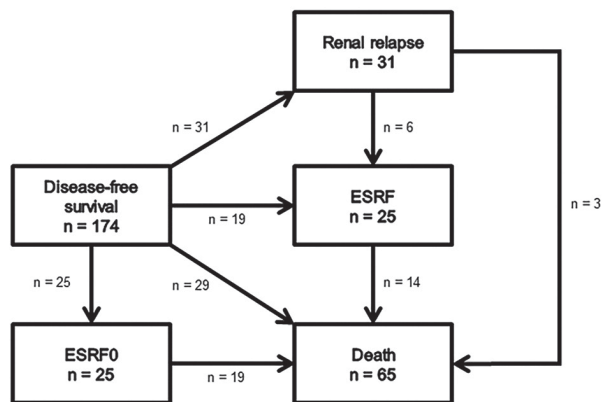 Renal relapse
n = 31
n = 31
n = 6
Disease-free
survival
n = 174
n = 19
ESRF
n = 25
n = 3
n = 25
n = 29
n = 14
ESRF0
n = 25
n = 19
Death
n = 65